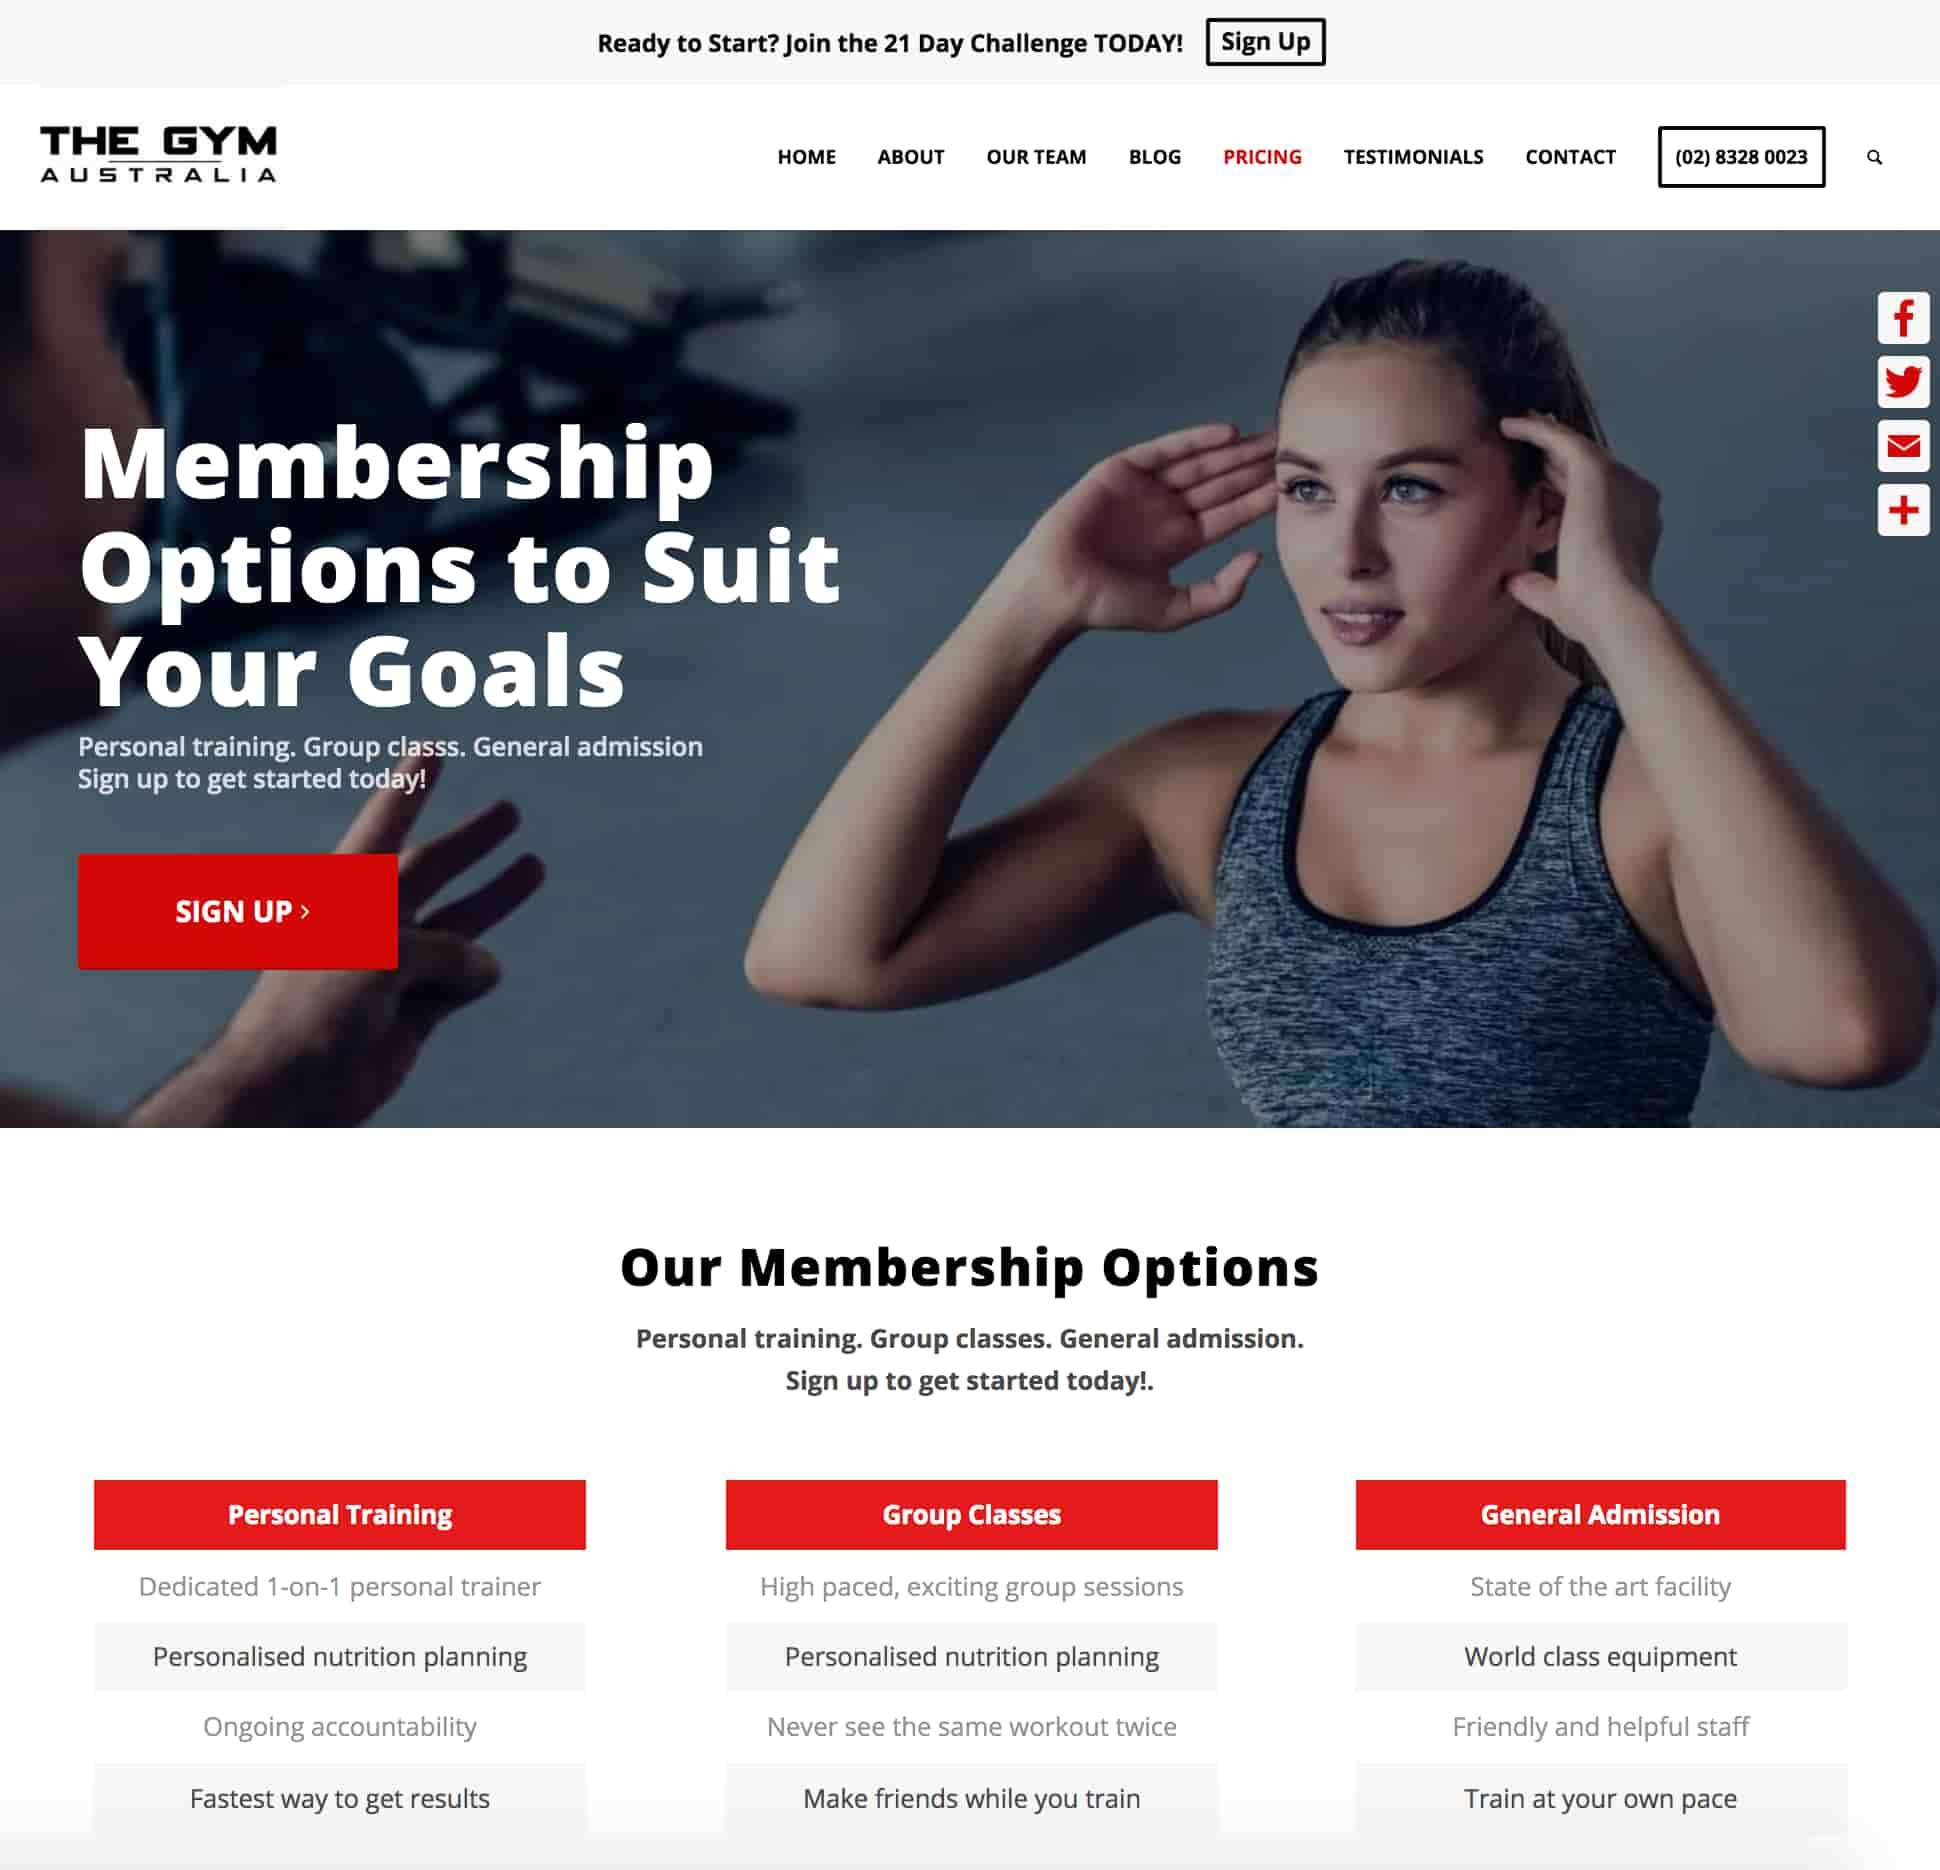 Ready to Start? Join the 21 Day Challenge TODAY! Sign Up
THE GYM
AUSTRALIA
HOME ABOUT OUR TEAM BLOG PRICING TESTIMONIALS CONTACT (02) 8328 0023
Membership
Options to Suit
Your Goals
Personal training. Group classs. General admission
Sign up to get started today!
SIGN UP ›
Our Membership Options
Personal training. Group classes. General admission.
Sign up to get started today!.
Personal Training
Dedicated 1-on-1 personal trainer
Personalised nutrition planning
Ongoing accountability
Fastest way to get results
Group Classes
High paced, exciting group sessions
Personalised nutrition planning
Never see the same workout twice
Make friends while you train
General Admission
State of the art facility
World class equipment
Friendly and helpful staff
Train at your own pace